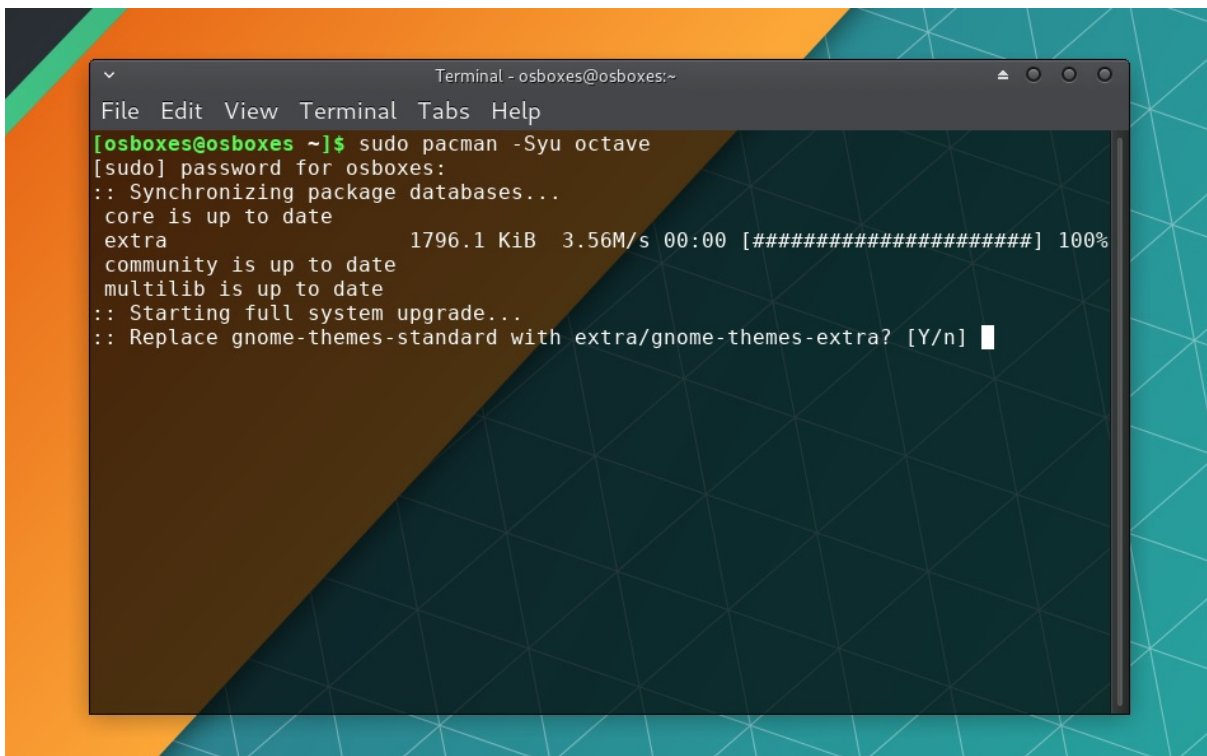 Terminal - osboxes@osboxes:~
File Edit View Terminal Tabs Help
[osboxes@osboxes ~]$ sudo pacman -Syu octave
[sudo] password for osboxes:
:: Synchronizing package databases...
core is up to date
extra 1796.1 KiB 3.56M/s 00:00 [######################] 100%
community is up to date
multilib is up to date
:: Starting full system upgrade...
:: Replace gnome-themes-standard with extra/gnome-themes-extra? [Y/n]